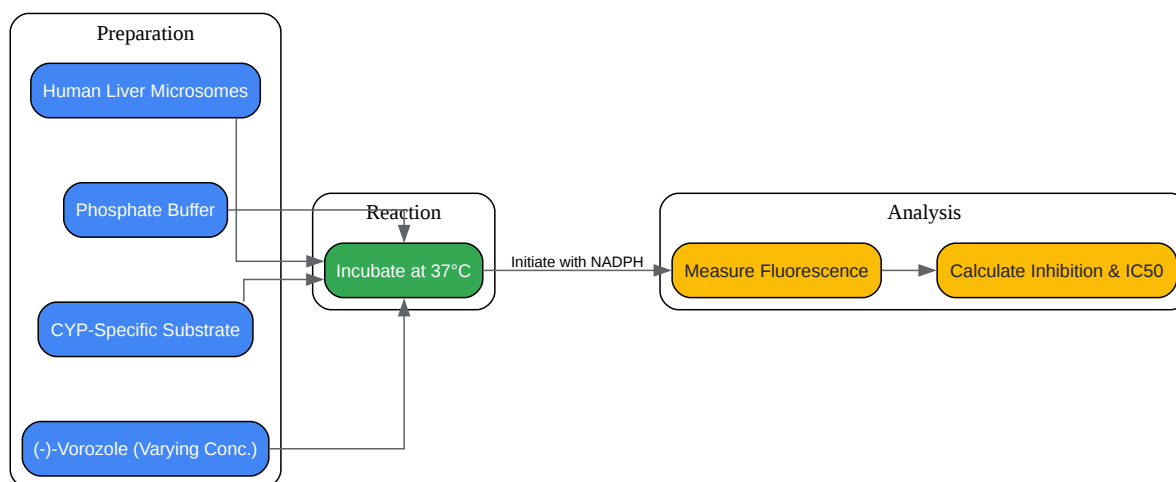 Preparation
Human Liver Microsomes
Phosphate Buffer
CYP-Specific Substrate
(-)-Vorozole (Varying Conc.)
Reaction
Incubate at 37°C
Initiate with NADPH
Analysis
Measure Fluorescence
Calculate Inhibition & IC50